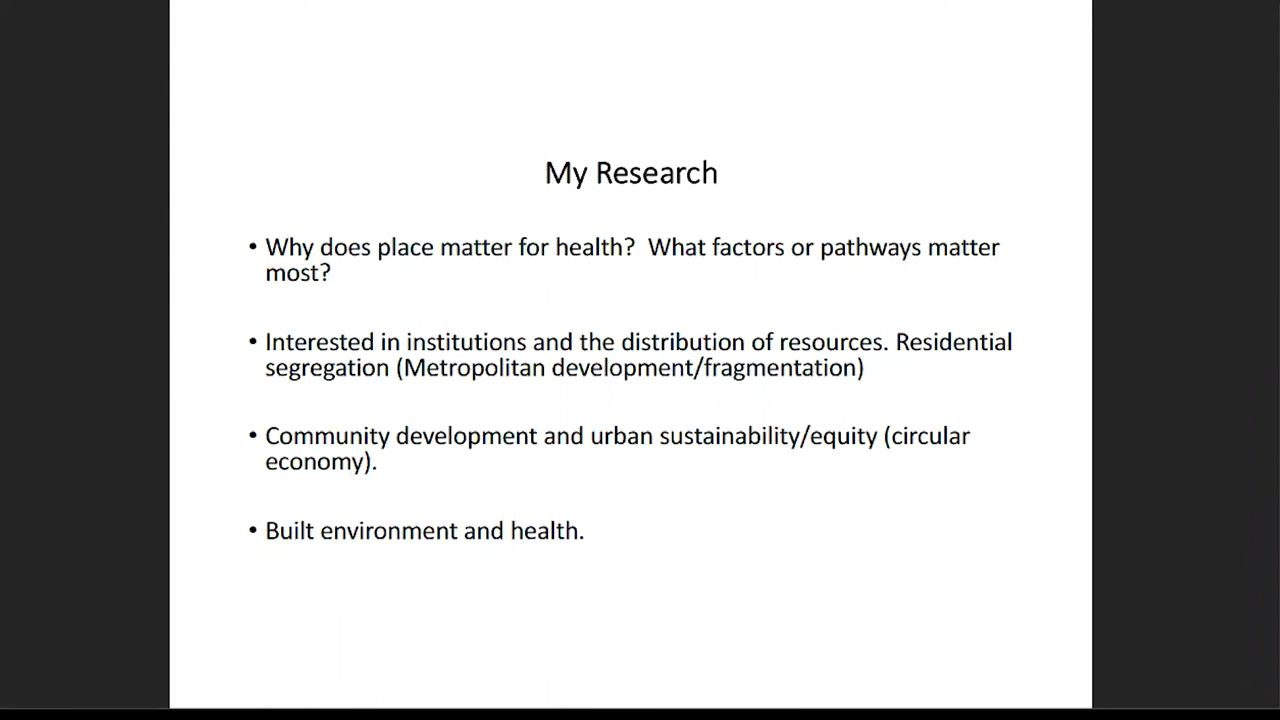 My Research
• Why does place matter for health?  What factors or pathways matter
most?
• Interested in institutions and the distribution of resources. Residential
segregation (Metropolitan development/fragmentation)
• Community development and urban sustainability/equity (circular
economy).
• Built environment and health.